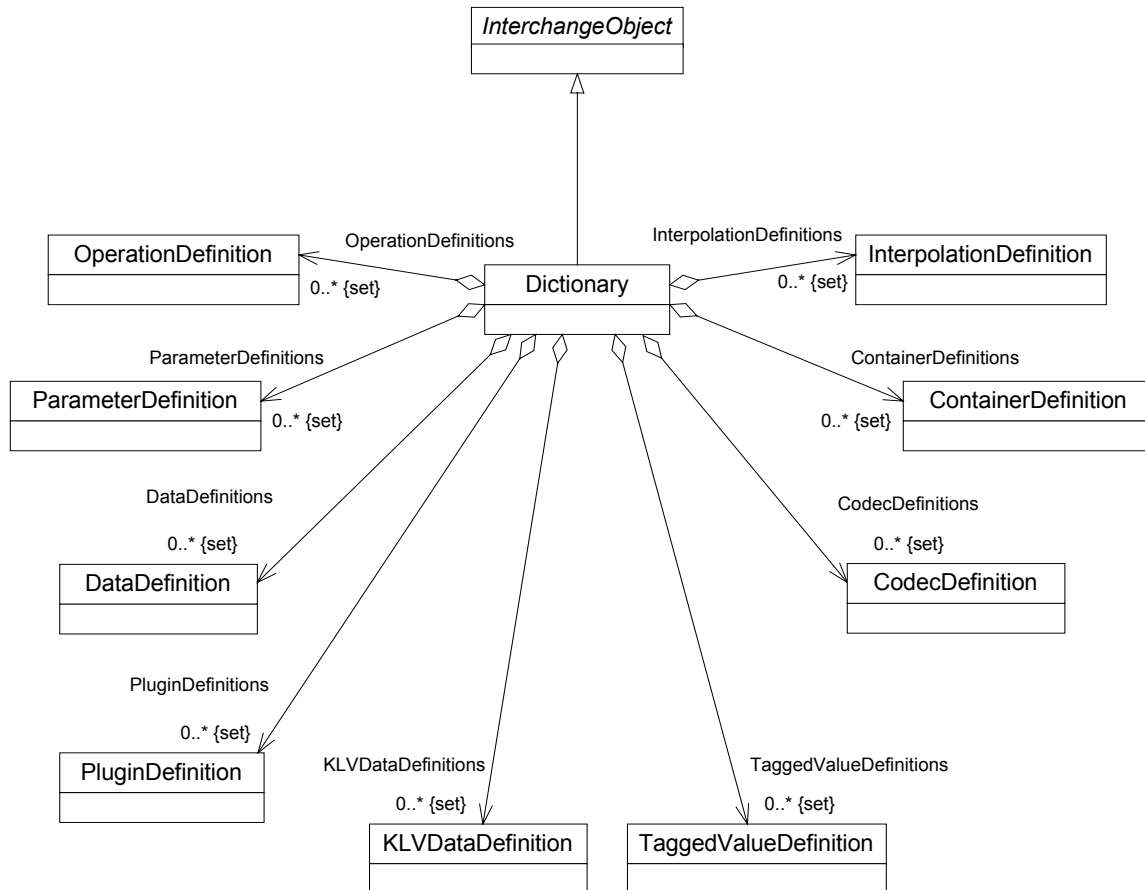 InterchangeObject
OperationDefinitions
InterpolationDefinitions
OperationDefinition
InterpolationDefinition
Dictionary
0..* {set}
0..* {set}
ParameterDefinitions
ContainerDefinitions
ParameterDefinition
ContainerDefinition
0..* {set}
0..* {set}
DataDefinitions
CodecDefinitions
0..* {set}
0..* {set}
DataDefinition
CodecDefinition
PluginDefinitions
0..* {set}
PluginDefinition
KLVDataDefinitions
TaggedValueDefinitions
0..* {set}
0..* {set}
KLVDataDefinition
TaggedValueDefinition